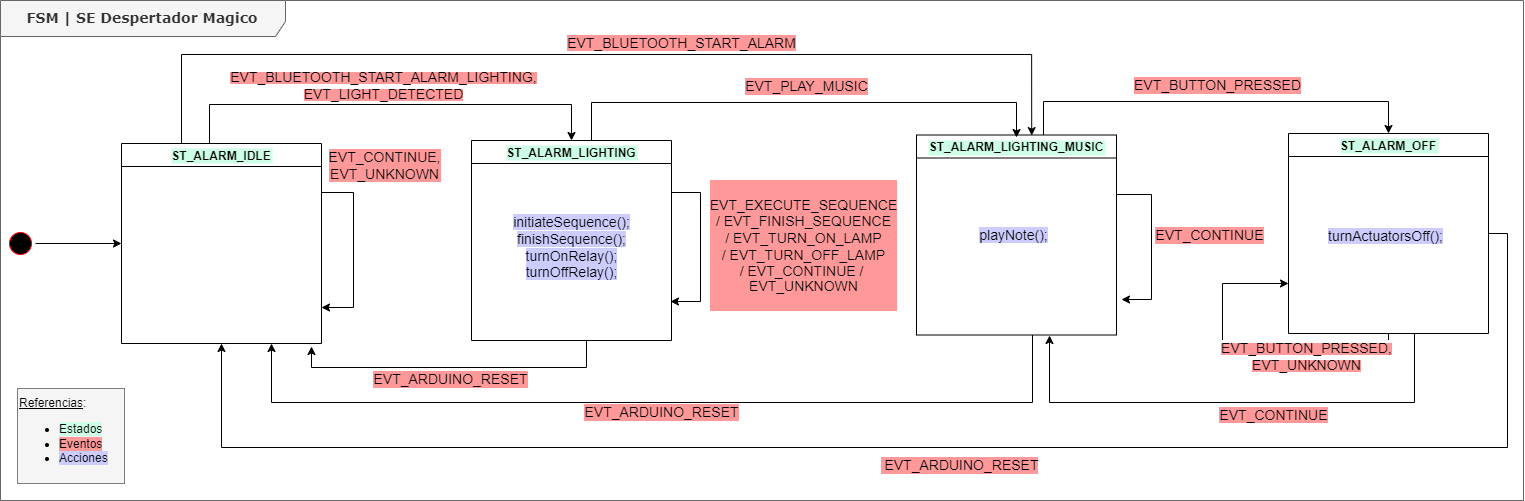 FSM | SE Despertador Magico
EVT_BLUETOOTH_START_ALARM
EVT_BLUETOOTH_START_ALARM_LIGHTING,
EVT_LIGHT_DETECTED
EVT_PLAY_MUSIC
EVT_BUTTON_PRESSED
ST_ALARM_IDLE
EVT_CONTINUE,
EVT_UNKNOWN
ST_ALARM_LIGHTING
initiateSequence();
finishSequence();
turnOnRelay();
turnOffRelay();
EVT_EXECUTE_SEQUENCE
/ EVT_FINISH_SEQUENCE
/ EVT_TURN_ON_LAMP
/ EVT_TURN_OFF_LAMP
/ EVT_CONTINUE /
EVT_UNKNOWN
ST_ALARM_LIGHTING_MUSIC
playNote();
EVT_CONTINUE
ST_ALARM_OFF
turnActuatorsOff();
EVT_BUTTON_PRESSED,
EVT_UNKNOWN
EVT_ARDUINO_RESET
EVT_ARDUINO_RESET
EVT_CONTINUE
EVT_ARDUINO_RESET
Referencias:
• Estados
• Eventos
• Acciones